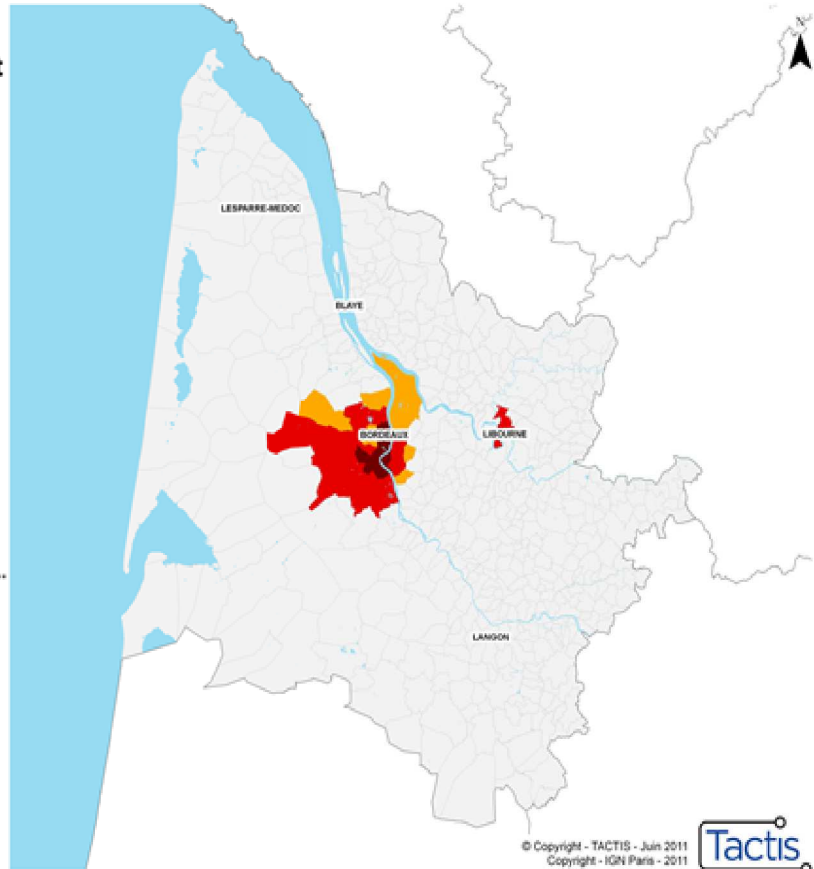 t
N
LESPARRE-MEDOC
BLAYE
BORDEAUX
LIBOURNE
..
LANGON
© Copyright - TACTIS - Juin 2011
Copyright - IGN Paris - 2011
Tactis